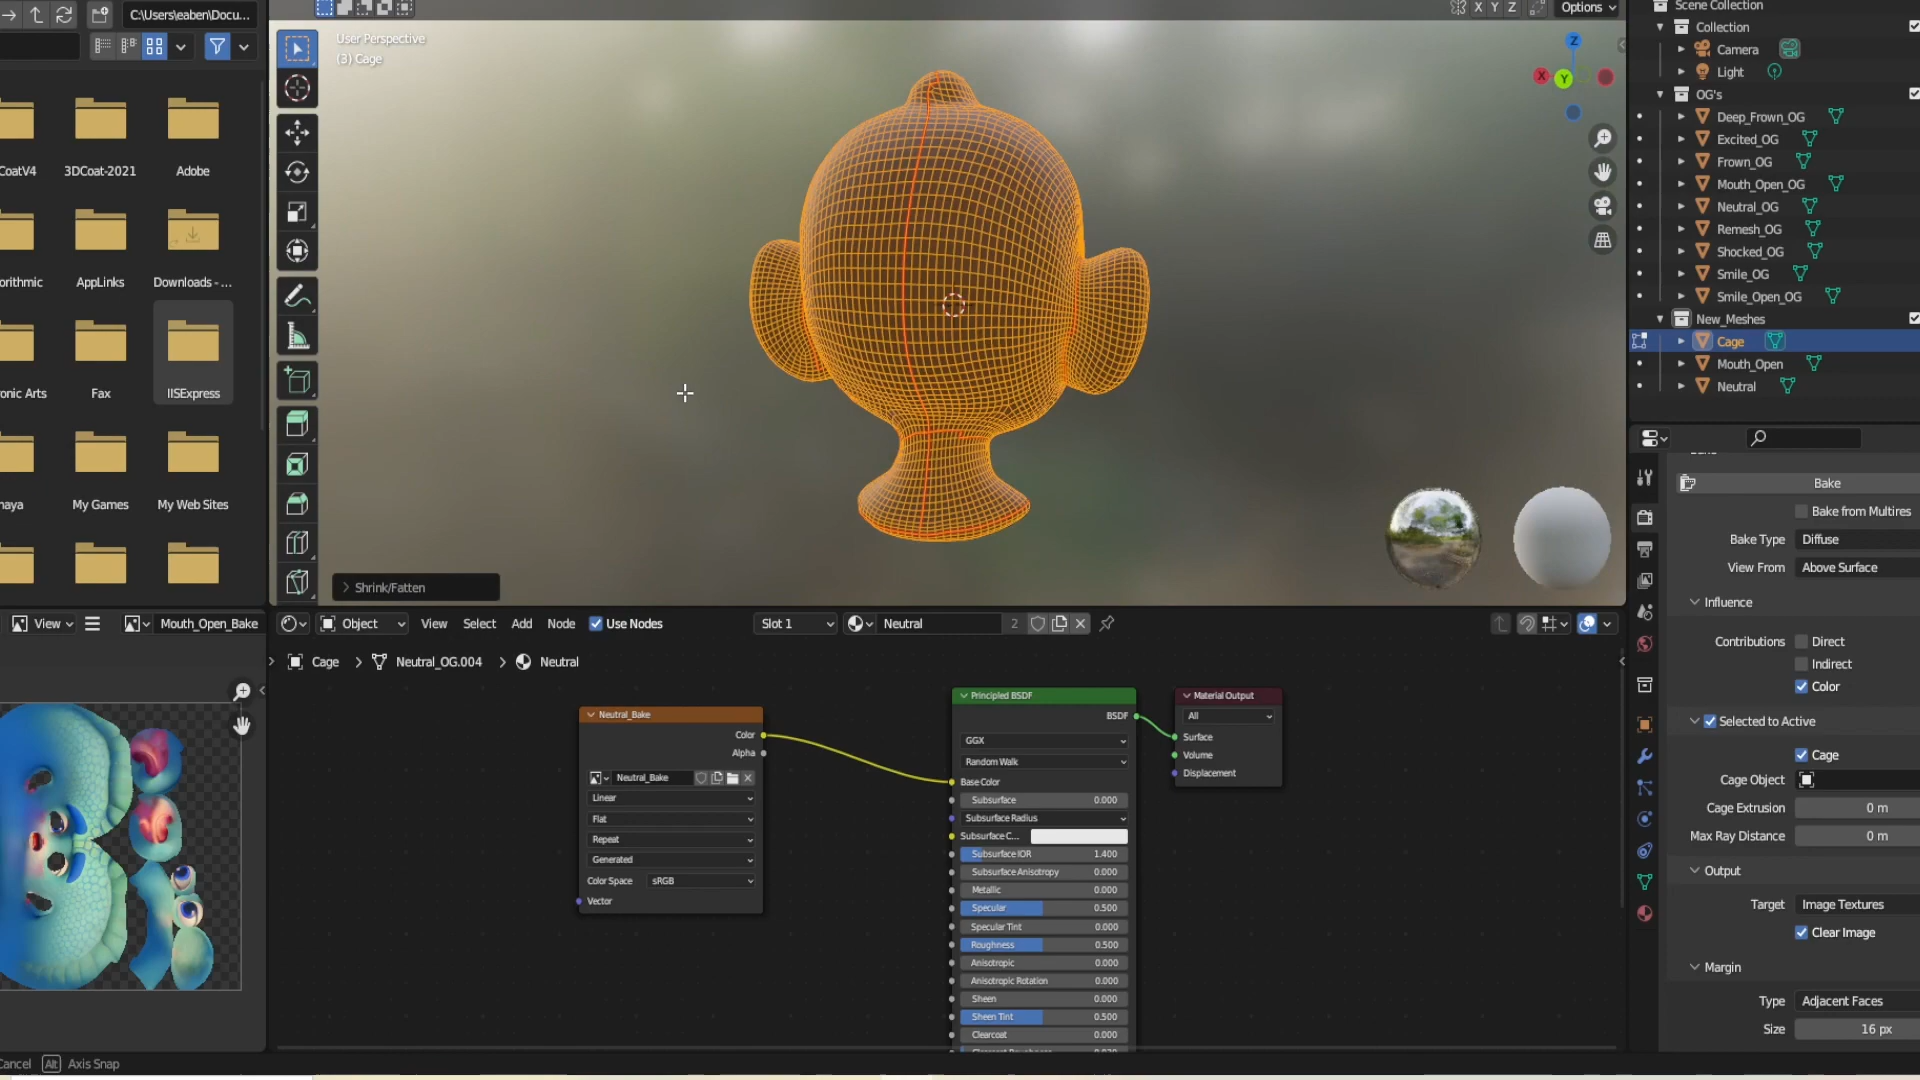 C:\Users\eaben\Docu...
3DCoat-2021
Adobe
AppLinks
Downloads - ...
Fax
IISExpress
My Games
My Web Sites
User Perspective
(3) Cage
X Y Z
Options
Z
X
Y
Shrink/Fatten
Scene Collection
Collection
Camera
Light
OG's
Deep_Frown_OG
Excited_OG
Frown_OG
Mouth_Open_OG
Neutral_OG
Remesh_OG
Shocked_OG
Smile_OG
Smile_Open_OG
New_Meshes
Cage
Mouth_Open
Neutral
Bake
Bake from Multires
Bake Type Diffuse
View From Above Surface
Influence
Contributions Direct
Indirect
Color
Selected to Active
Cage
Cage Object
Cage Extrusion 0 m
Max Ray Distance 0 m
Output
Target Image Textures
Clear Image
Margin
Type Adjacent Faces
Size 16 px
View
Mouth_Open_Bake
Object View Select Add Node Use Nodes Slot 1 Neutral 2
Cage > Neutral_OG.004 > Neutral
Neutral_Bake
Color
Alpha
Neutral_Bake
Linear
Flat
Repeat
Generated
Color Space sRGB
Vector
Principled BSDF
BSDF
GGX
Random Walk
Base Color
Subsurface 0.000
Subsurface Radius
Subsurface C...
Subsurface IOR 1.400
Subsurface Anisotropy 0.000
Metallic 0.000
Specular 0.500
Specular Tint 0.000
Roughness 0.500
Anisotropic 0.000
Anisotropic Rotation 0.000
Sheen 0.000
Sheen Tint 0.500
Clearcoat 0.000
Material Output
All
Surface
Volume
Displacement
Alt Axis Snap